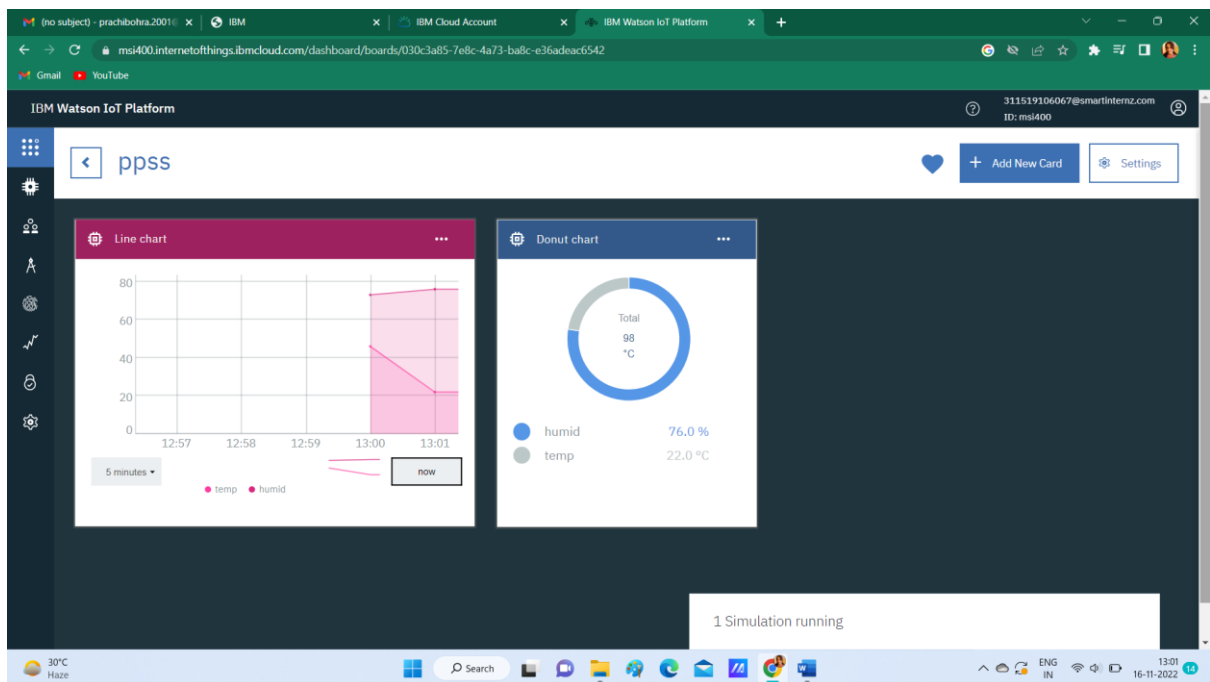 (no subject) - prachibohra.2001@
IBM
IBM Cloud Account
IBM Watson IoT Platform
msi400.internetofthings.ibmcloud.com/dashboard/boards/030c3a85-7e8c-4a73-ba8c-e36adeac6542
Gmail
YouTube
IBM Watson IoT Platform
311519106067@smartinternz.com
ID: msi400
ppss
+ Add New Card
Settings
Line chart
80
60
40
20
0
12:57 12:58 12:59 13:00 13:01
5 minutes
now
temp humid
Donut chart
Total
98
°C
humid 76.0 %
temp 22.0 °C
1 Simulation running
30°C
Haze
Search
ENG
IN
13:01
16-11-2022
14